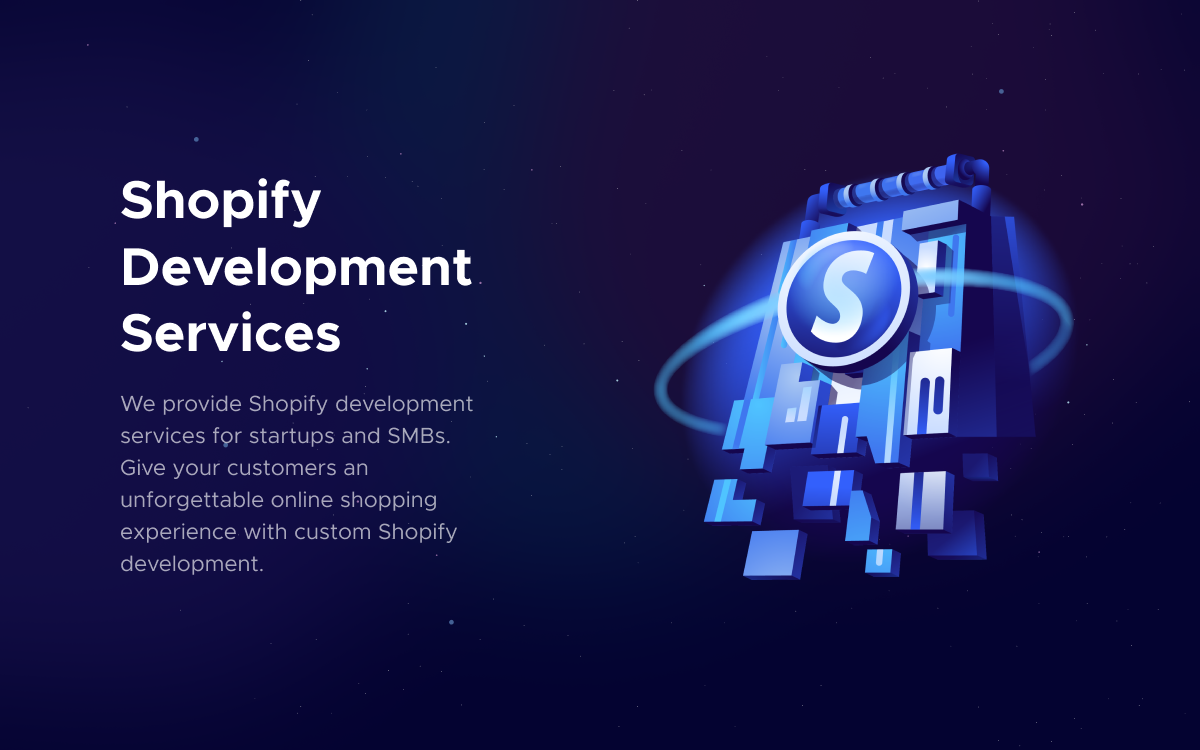 Shopify
Development
Services
We provide Shopify development
services for startups and SMBs.
Give your customers an
unforgettable online shopping
experience with custom Shopify
development.
S